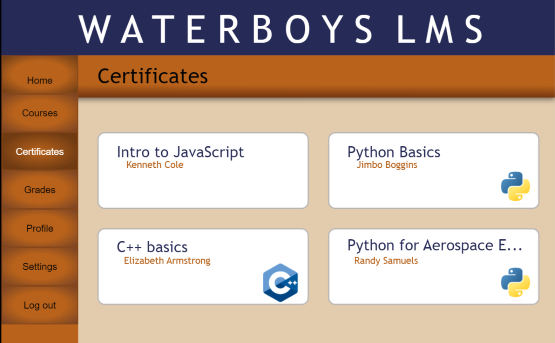 WATERBOYS LMS
Home
Courses
Certificates
Grades
Profile
Settings
Log out
Certificates
Intro to JavaScript
Kenneth Cole
Python Basics
Jimbo Boggins
C++ basics
Elizabeth Armstrong
C++
Python for Aerospace E...
Randy Samuels